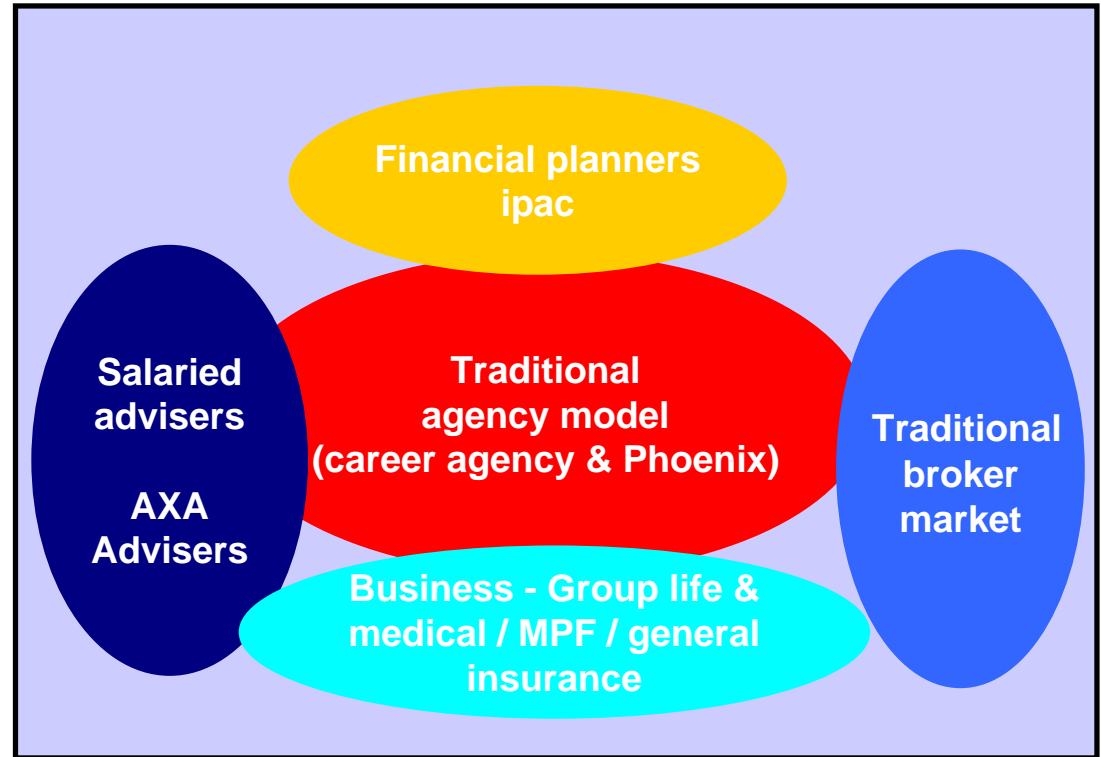 Financial planners
ipac
Salaried
advisers
AXA
Advisers
Traditional
agency model
(career agency & Phoenix)
Traditional
broker
market
Business - Group life &
medical / MPF / general
insurance